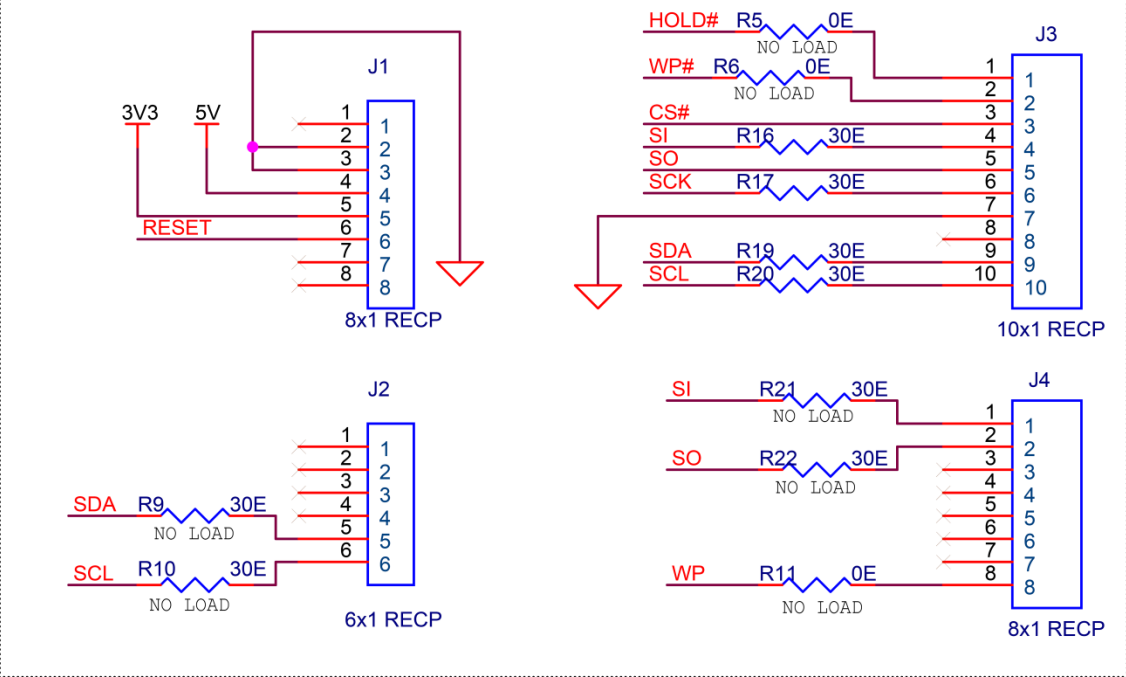 J1
3V3 5V
1 1
2 2
3 3
4 4
5 5
RESET 6 6
7 7
8 8
8x1 RECP
HOLD# R5 0E
NO LOAD
J3
WP# R6 0E
NO LOAD
1 1
2 2
CS# 3 3
SI R16 30E 4 4
SO 5 5
SCK R17 30E 6 6
7 7
8 8
SDA R19 30E 9 9
SCL R20 30E 10 10
10x1 RECP
J2
1 1
2 2
3 3
4 4
SDA R9 30E
NO LOAD
5 5
6 6
SCL R10 30E
NO LOAD
6x1 RECP
J4
SI R21 30E
NO LOAD
1 1
2 2
SO R22 30E
NO LOAD
3 3
4 4
5 5
6 6
7 7
WP R11 0E 8 8
NO LOAD
8x1 RECP